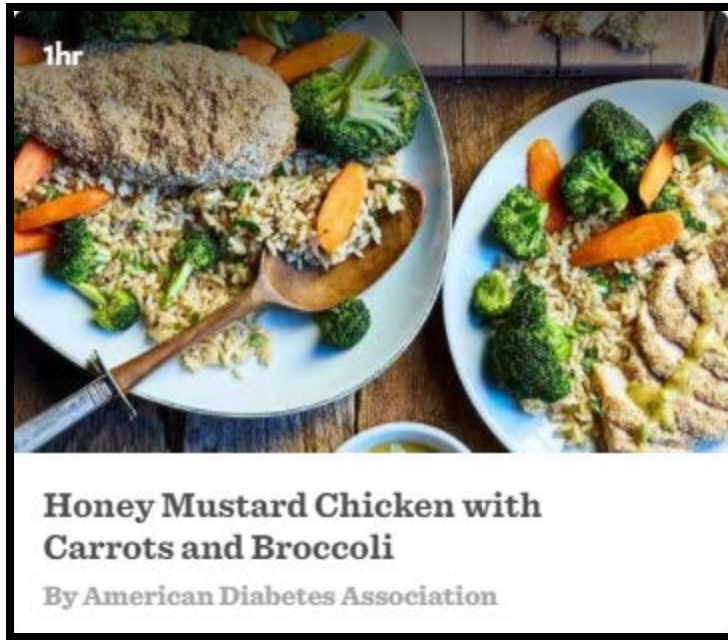 1hr
Honey Mustard Chicken with
Carrots and Broccoli
By American Diabetes Association